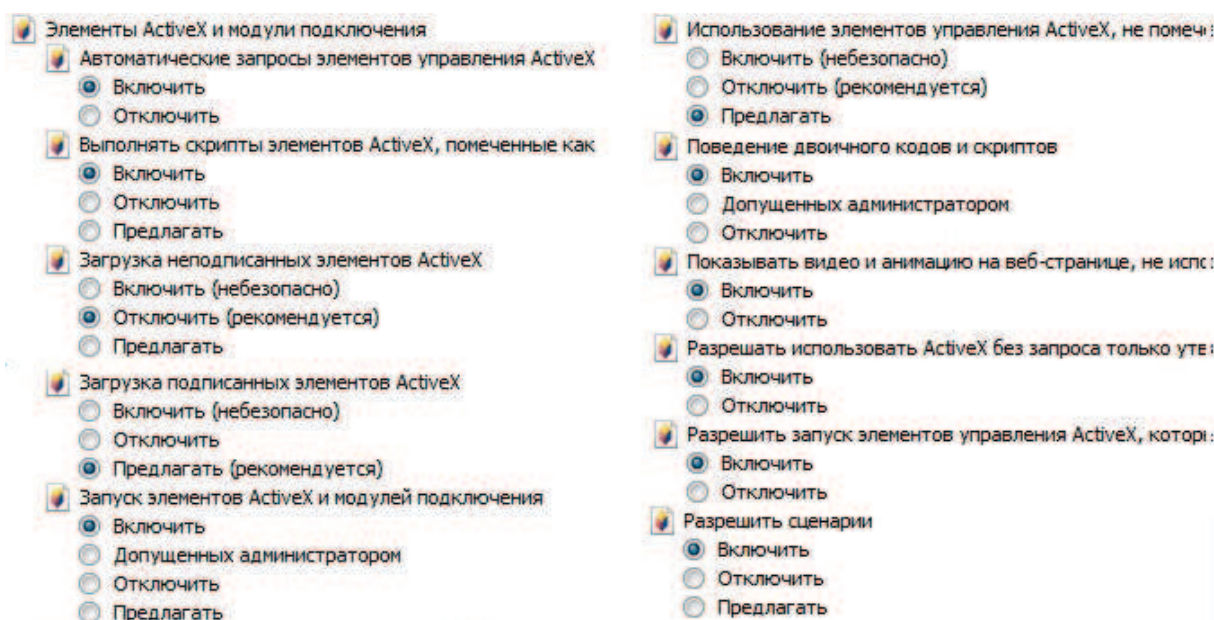 Элементы ActiveX и модули подключения
Автоматические запросы элементов управления ActiveX
Включить
Отключить
Выполнять скрипты элементов ActiveX, помеченные как
Включить
Отключить
Предлагать
Загрузка неподписанных элементов ActiveX
Включить (небезопасно)
Отключить (рекомендуется)
Предлагать
Загрузка подписанных элементов ActiveX
Включить (небезопасно)
Отключить
Предлагать (рекомендуется)
Запуск элементов ActiveX и модулей подключения
Включить
Допущенных администратором
Отключить
Предлагать
Использование элементов управления ActiveX, не
Включить (небезопасно)
Отключить (рекомендуется)
Предлагать
Поведение двоичного кодов и скриптов
Включить
Допущенных администратором
Отключить
Показывать видео и анимацию на веб-странице, не
Включить
Отключить
Разрешать использовать ActiveX без запроса только
Включить
Отключить
Разрешить запуск элементов управления ActiveX,
Включить
Отключить
Разрешить сценарии
Включить
Отключить
Предлагать